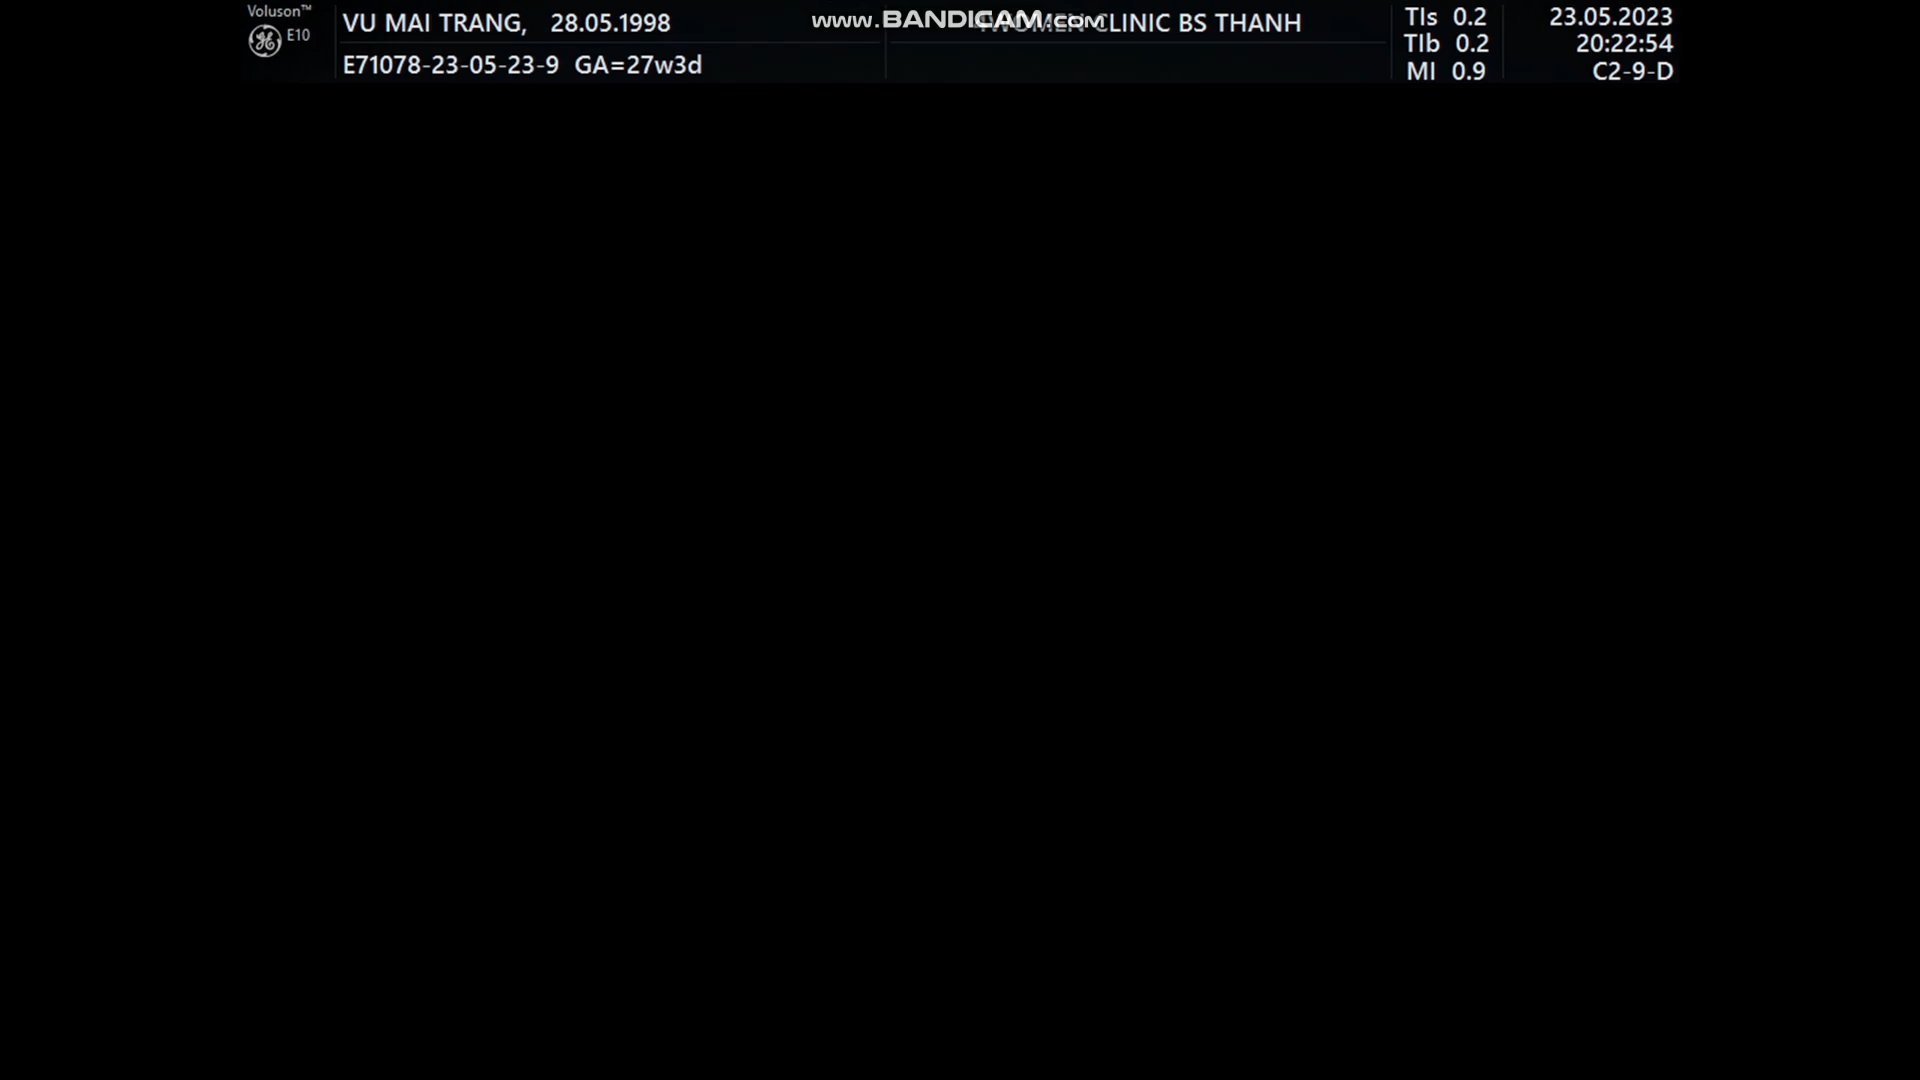 Voluson™
E10
VU MAI TRANG, 28.05.1998
E71078-23-05-23-9 GA=27w3d
www.BANDICAM.com
CLINIC BS THANH
TIs 0.2
TIb 0.2
MI 0.9
23.05.2023
20:22:54
C2-9-D